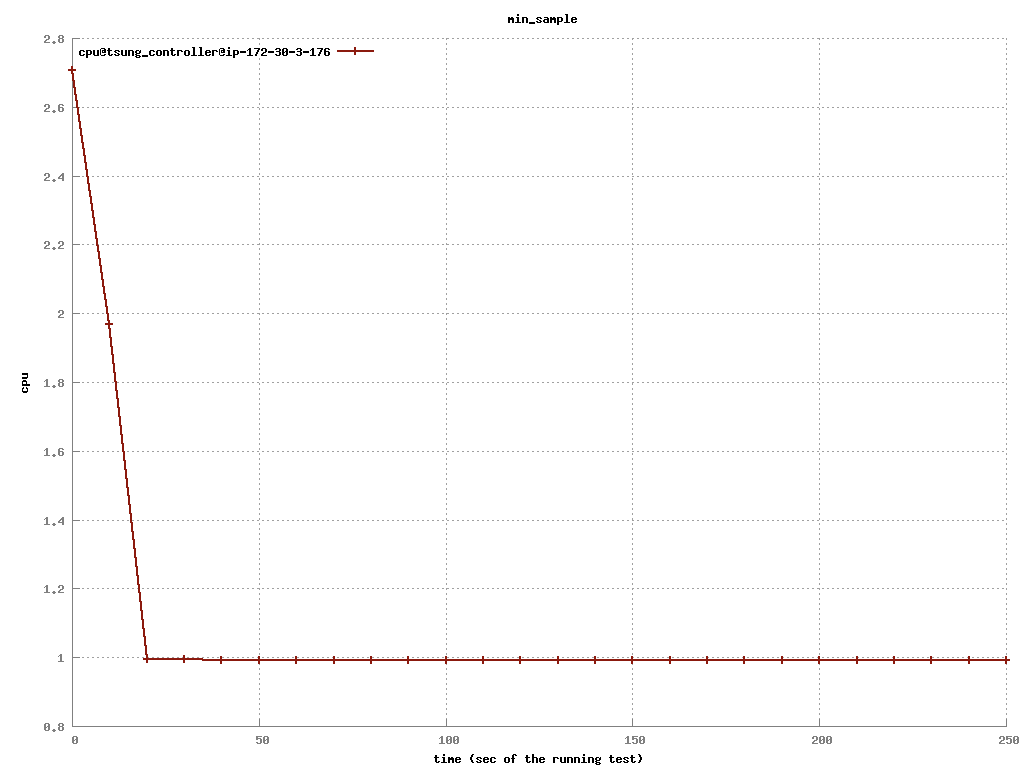 min_sample
cpu@tsung_controller@ip-172-30-3-176
2.8
2.6
2.4
2.2
2
1.8
1.6
1.4
1.2
1
0.8
cpu
0 50 100 150 200 250
time (sec of the running test)